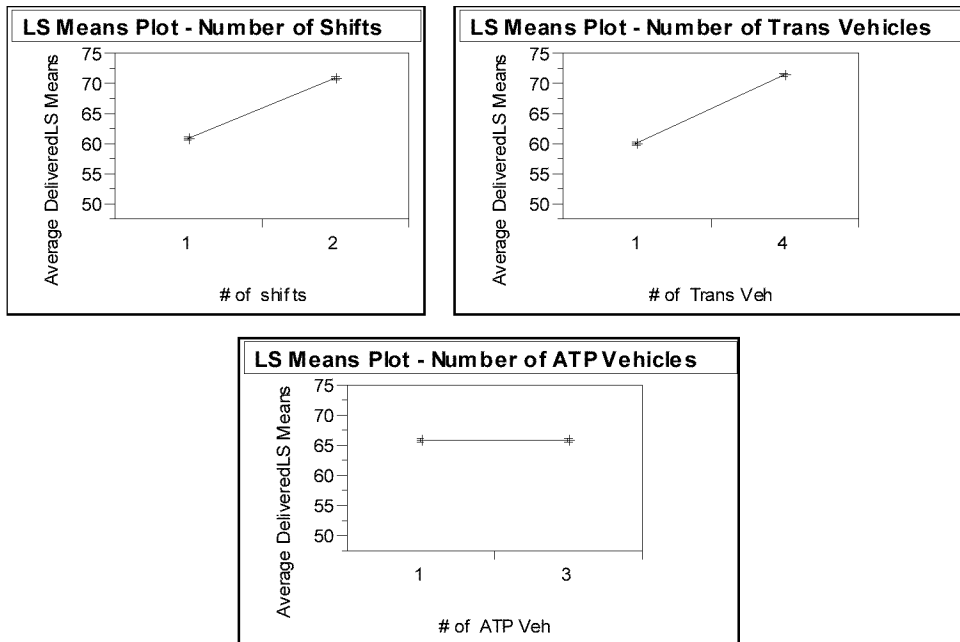 LS Means Plot - Number of Shifts
Average DeliveredLS Means
75
70
65
60
55
50
1
2
# of shifts
LS Means Plot - Number of Trans Vehicles
Average DeliveredLS Means
75
70
65
60
55
50
1
4
# of Trans Veh
LS Means Plot - Number of ATP Vehicles
Average DeliveredLS Means
75
70
65
60
55
50
1
3
# of ATP Veh